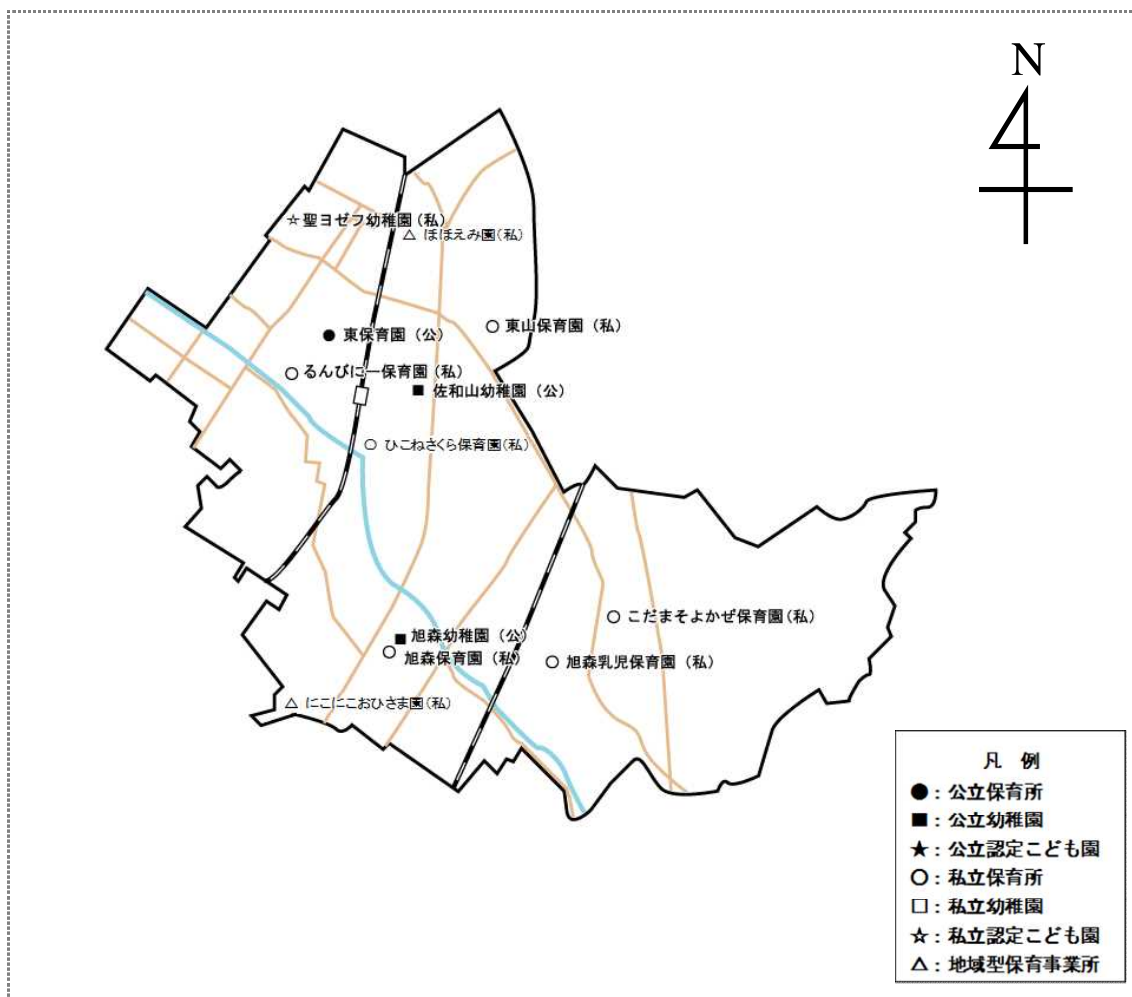 N
☆聖ヨゼフ幼稚園(私)
△ ほほえみ園(私)
○ 東山保育園(私)
● 東保育園(公)
○ るんびにー保育園(私)
■ 佐和山幼稚園(公)
○ ひこねさくら保育園(私)
○ こだまそよかぜ保育園(私)
■ 旭森幼稚園(公)
○ 旭森保育園(私)
○ 旭森乳児保育園(私)
△ にこにこおひさま園(私)
凡 例
●:公立保育所
■:公立幼稚園
★:公立認定こども園
○:私立保育所
□:私立幼稚園
☆:私立認定こども園
△:地域型保育事業所